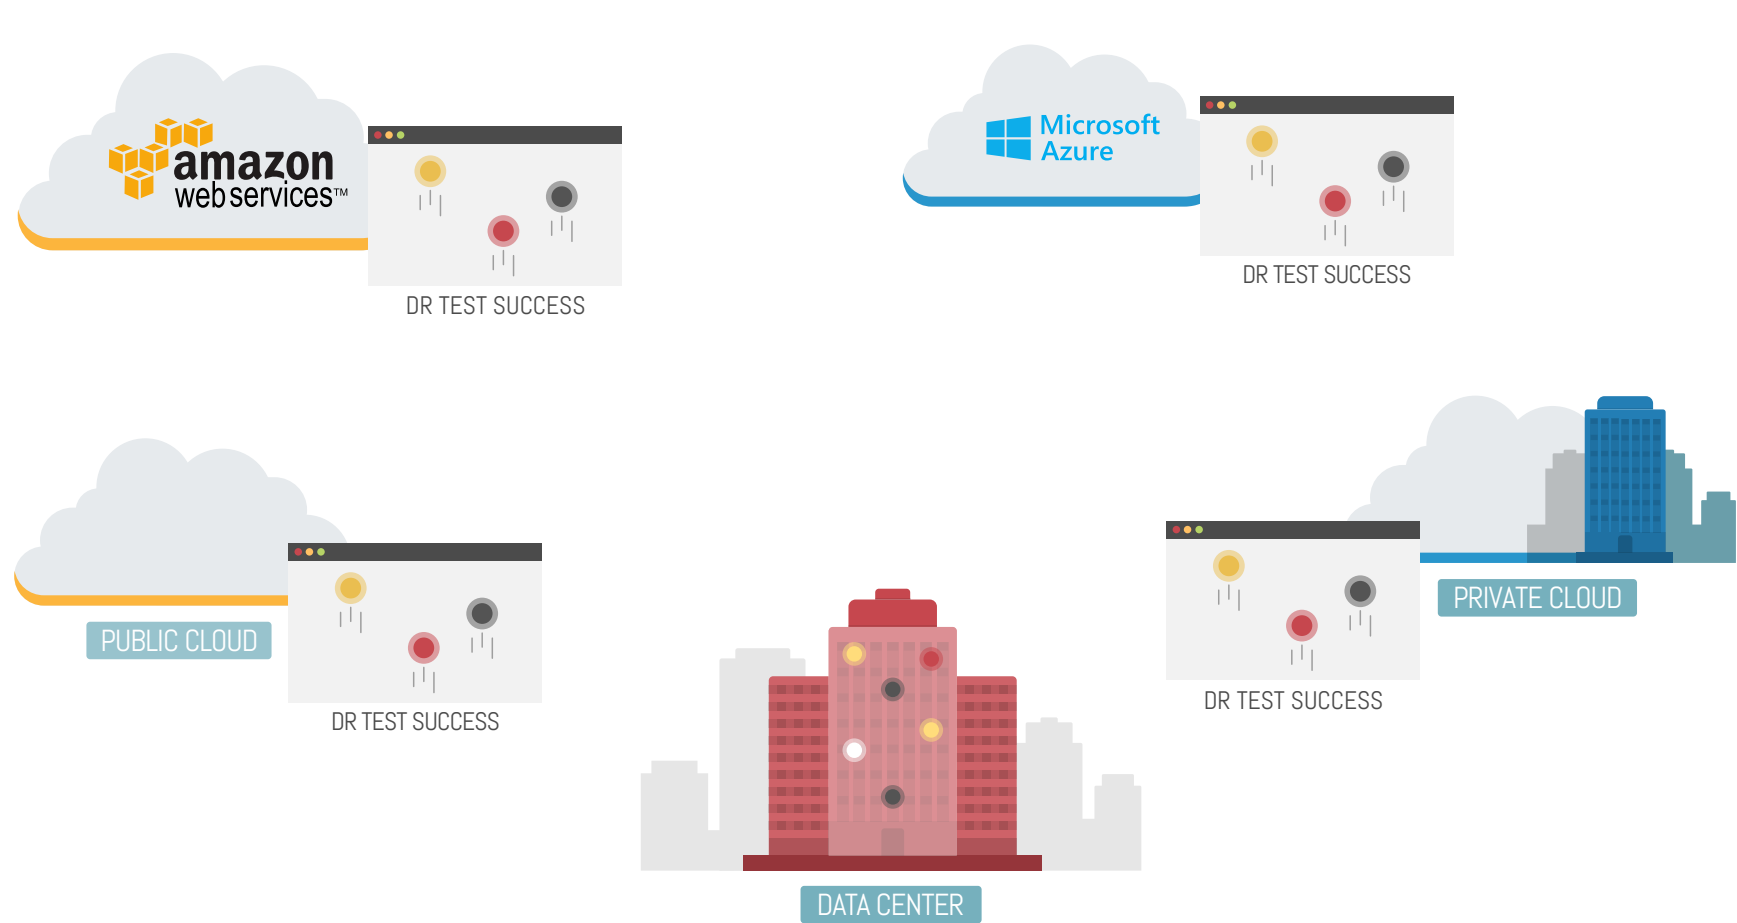 amazon
web services™
DR TEST SUCCESS
Microsoft
Azure
DR TEST SUCCESS
PUBLIC CLOUD
DR TEST SUCCESS
PRIVATE CLOUD
DR TEST SUCCESS
DATA CENTER